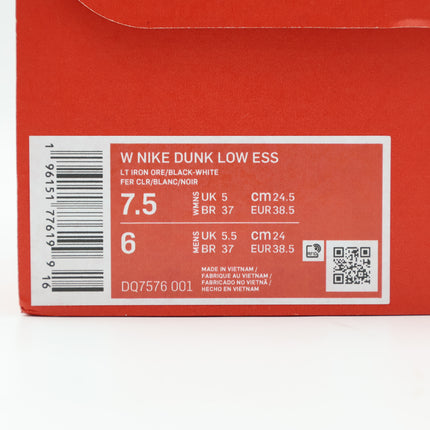 W NIKE DUNK LOW ESS
LT IRON ORE/BLACK-WHITE
FER CLR/BLANC/NOIR
7.5 WMNS UK 5 cm 24.5
BR 37 EUR 38.5
6 MENS UK 5.5 cm 24
BR 37 EUR 38.5
MADE IN VIETNAM /
FABRIQUE AU VIETNAM /
FABRICADO NO VIETNÃ /
HECHO EN VIETNAM
DQ7576 001
1 96151 77619 9 16